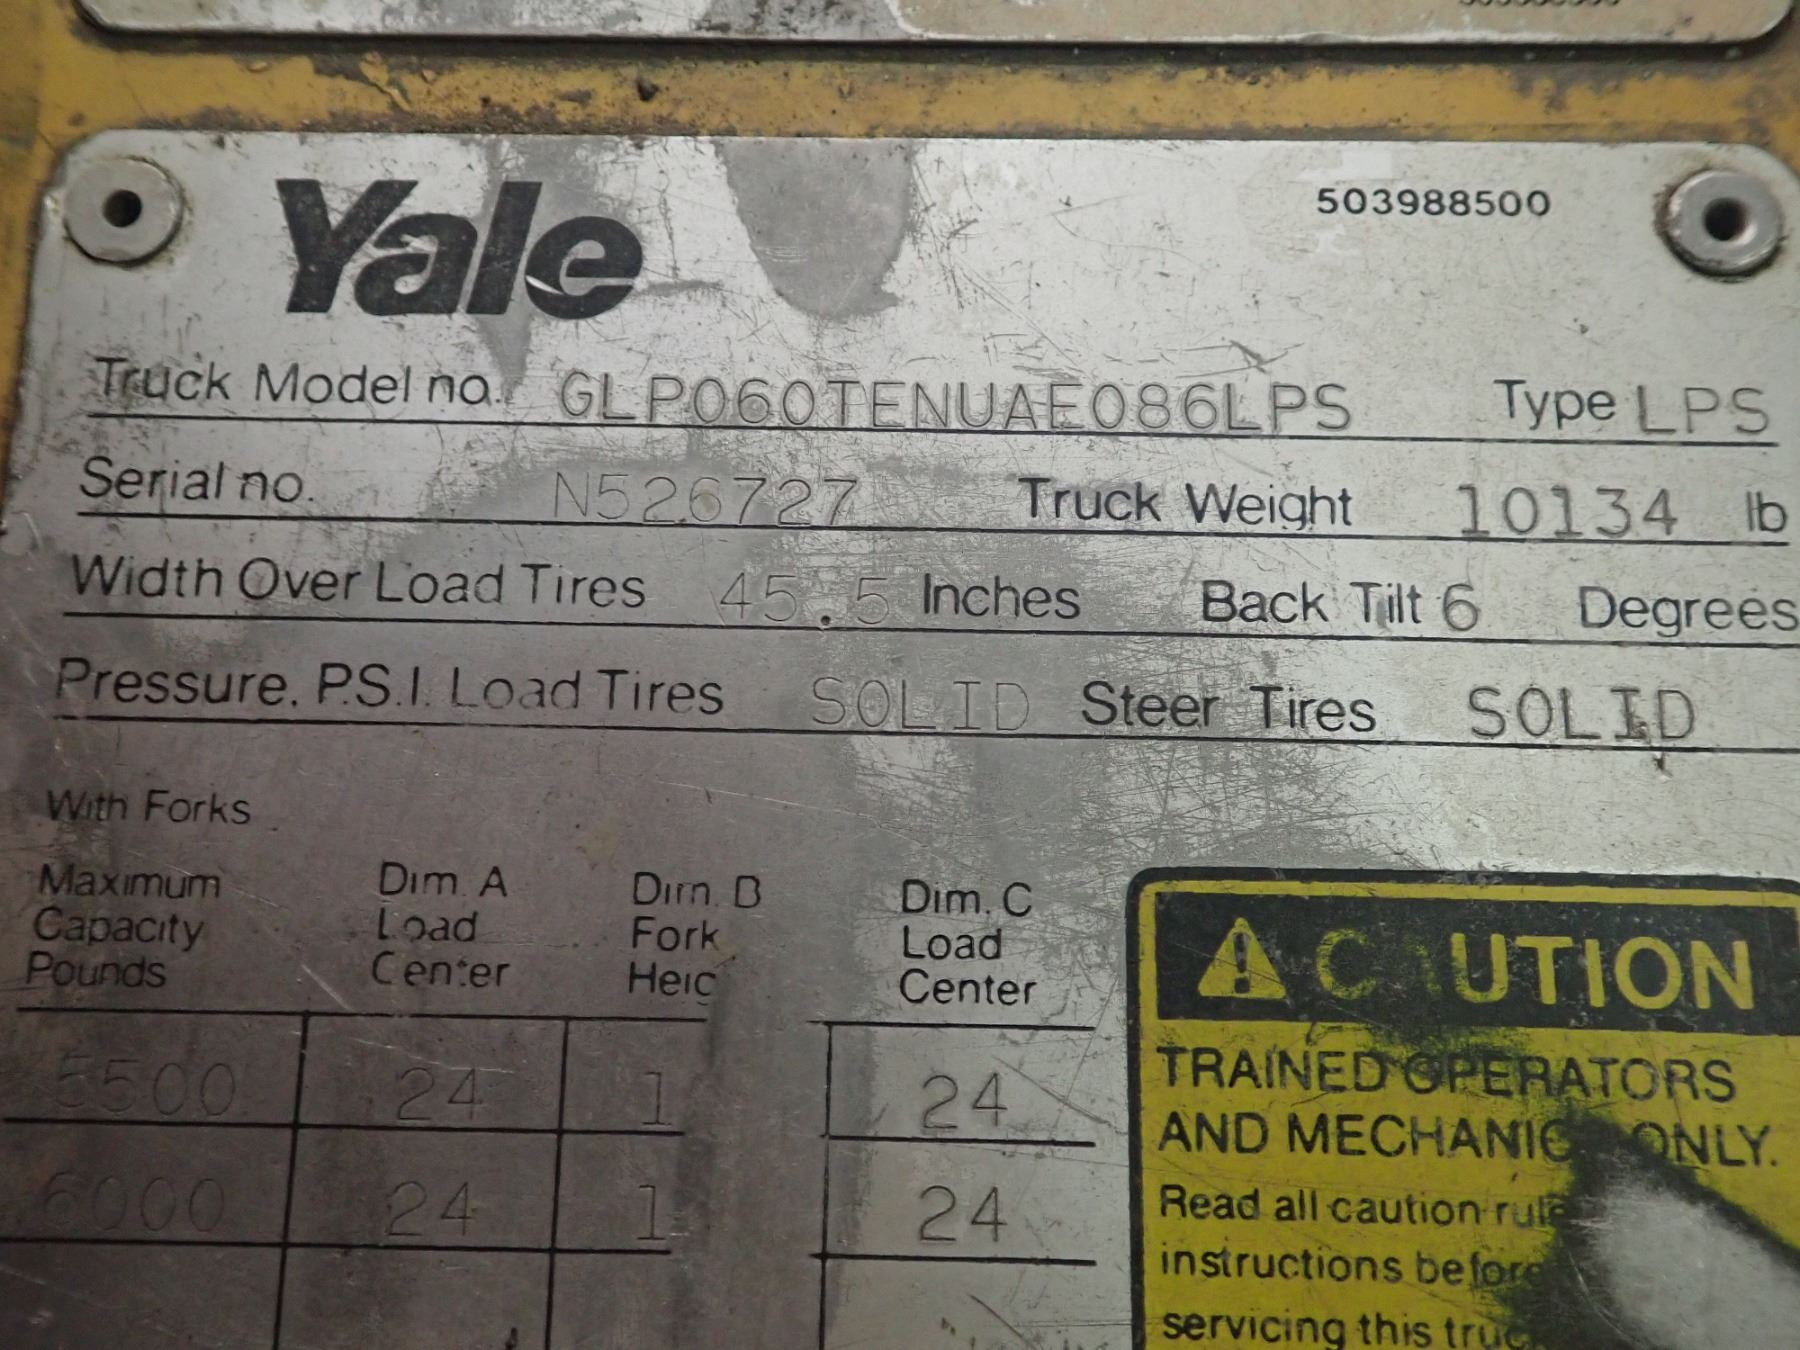 Yale
503988500
Truck Model no. GLP060TENUAE086LPS Type LPS
Serial no. N526727 Truck Weight 10134 lb
Width Over Load Tires 45.5 Inches Back Tilt 6 Degrees
Pressure, P.S.I. Load Tires SOLID Steer Tires SOLID
With Forks
Maximum Dim. A Dim. B Dim. C
Capacity Load Fork Load
Pounds Center Center
5500 24 24
6000 24 24
CAUTION
TRAINED OPERATORS
AND MECHANICS ONLY.
Read all caution
instructions before
servicing this